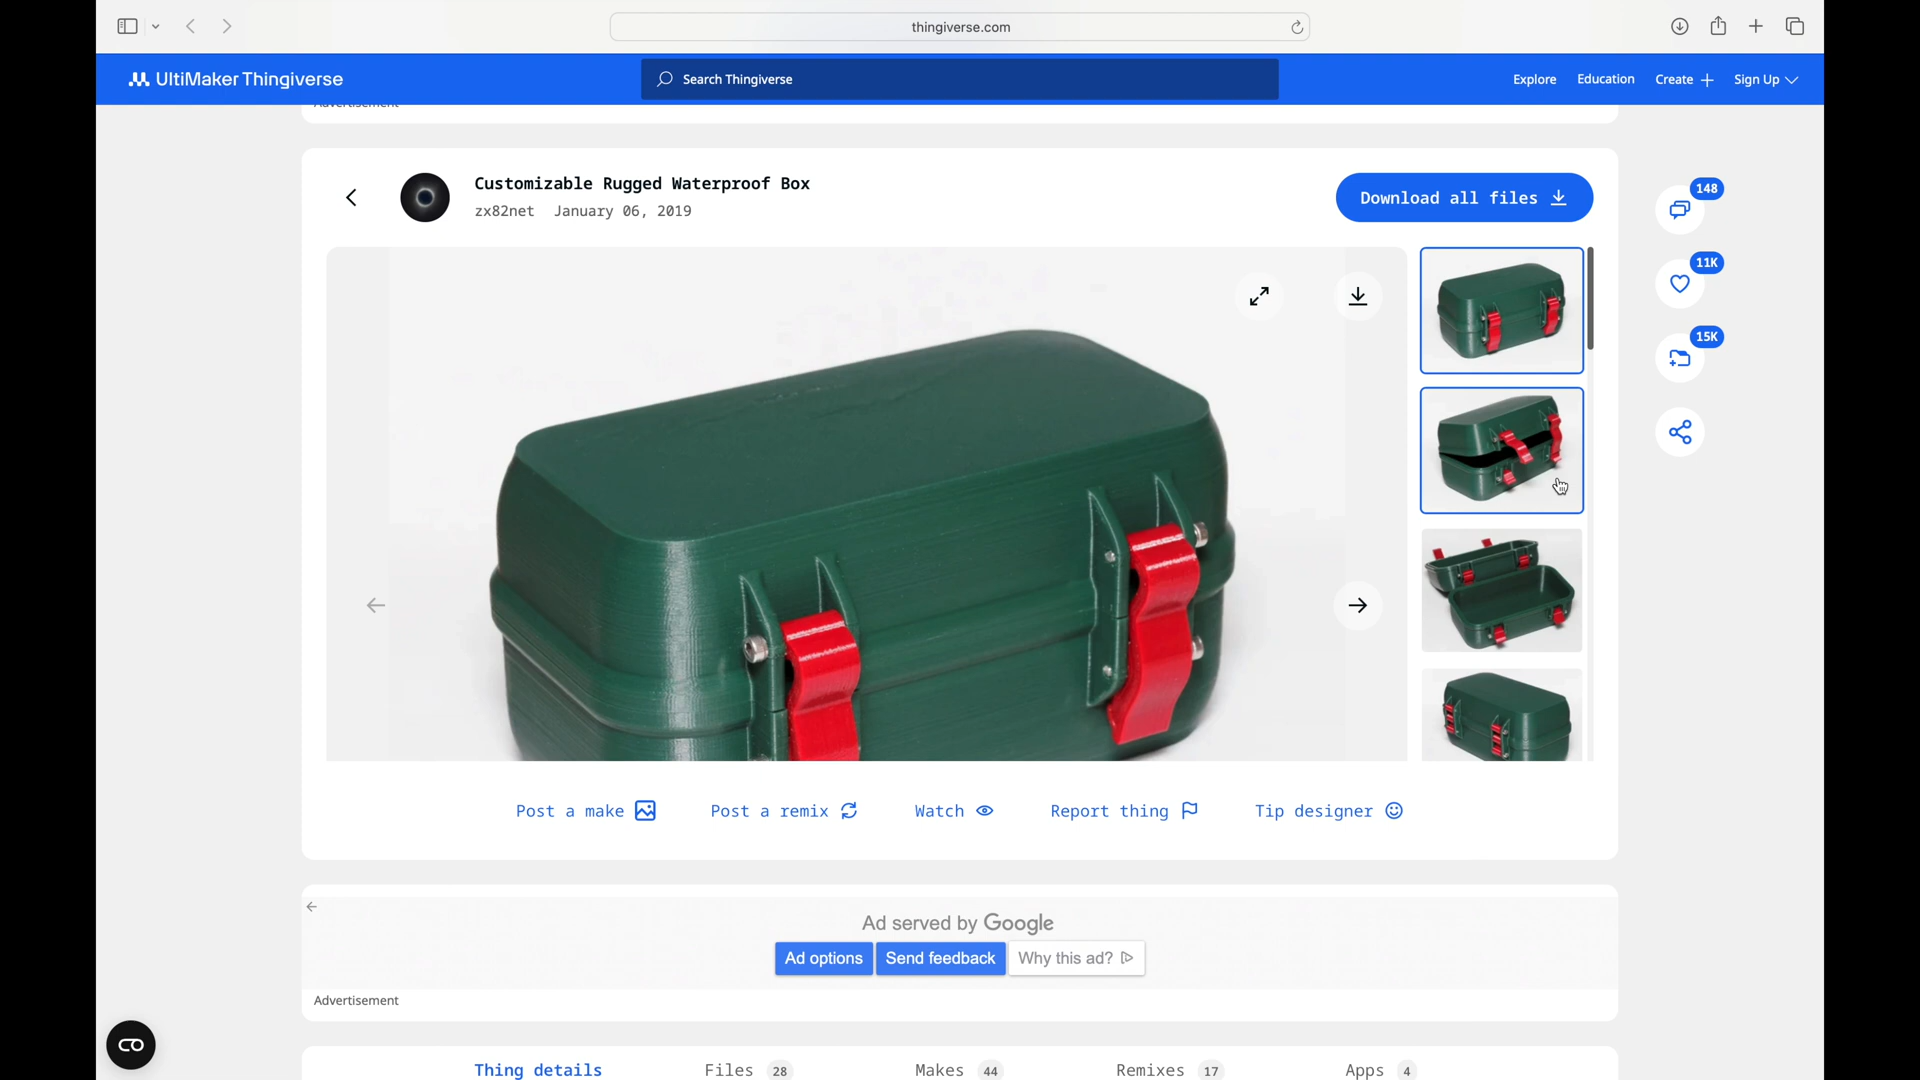 thingiverse.com
UltiMaker Thingiverse
Search Thingiverse
Explore
Education
Create
Sign Up
Advertisement
Customizable Rugged Waterproof Box
zx82net January 06, 2019
Download all files
148
11K
15K
Post a make
Post a remix
Watch
Report thing
Tip designer
Ad served by Google
Ad options
Send feedback
Why this ad?
Advertisement
Thing details
Files 28
Makes 44
Remixes 17
Apps 4